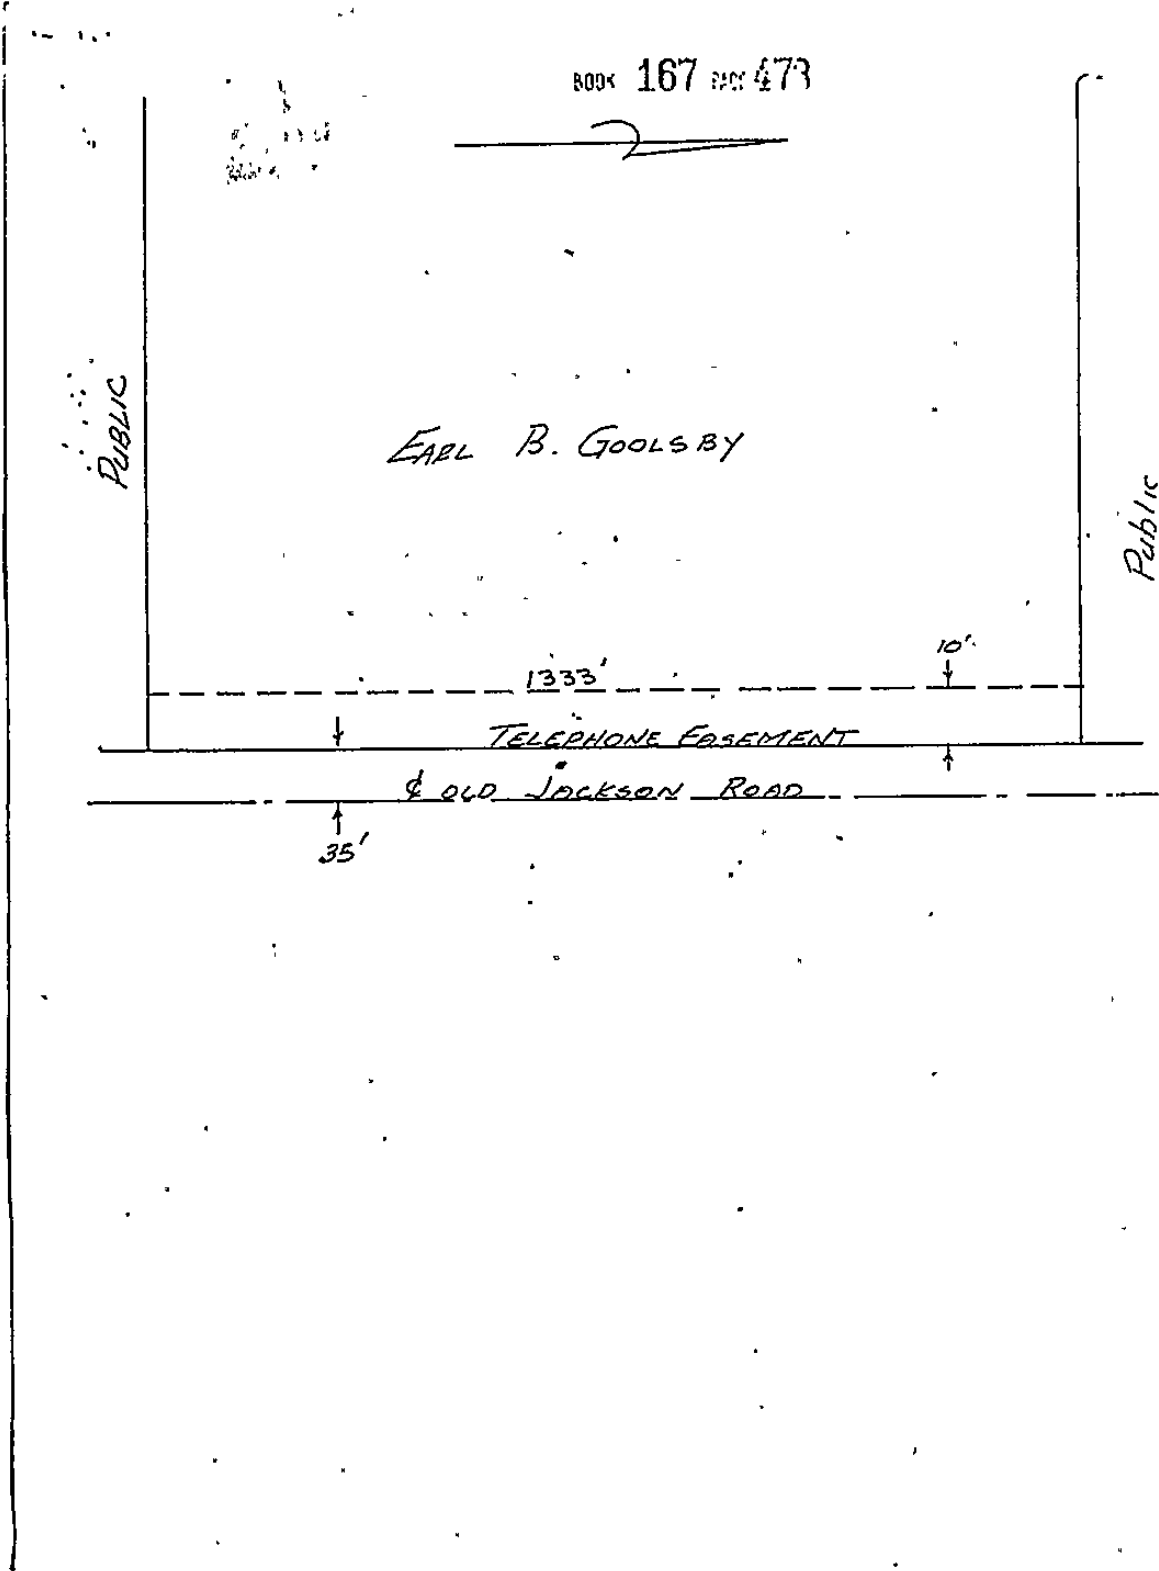 BOOK 167 PAGE 473
PUBLIC
EARL B. GOOLSBY
Public
10'
1333'
TELEPHONE EASEMENT
℄ OLD JACKSON ROAD
35'